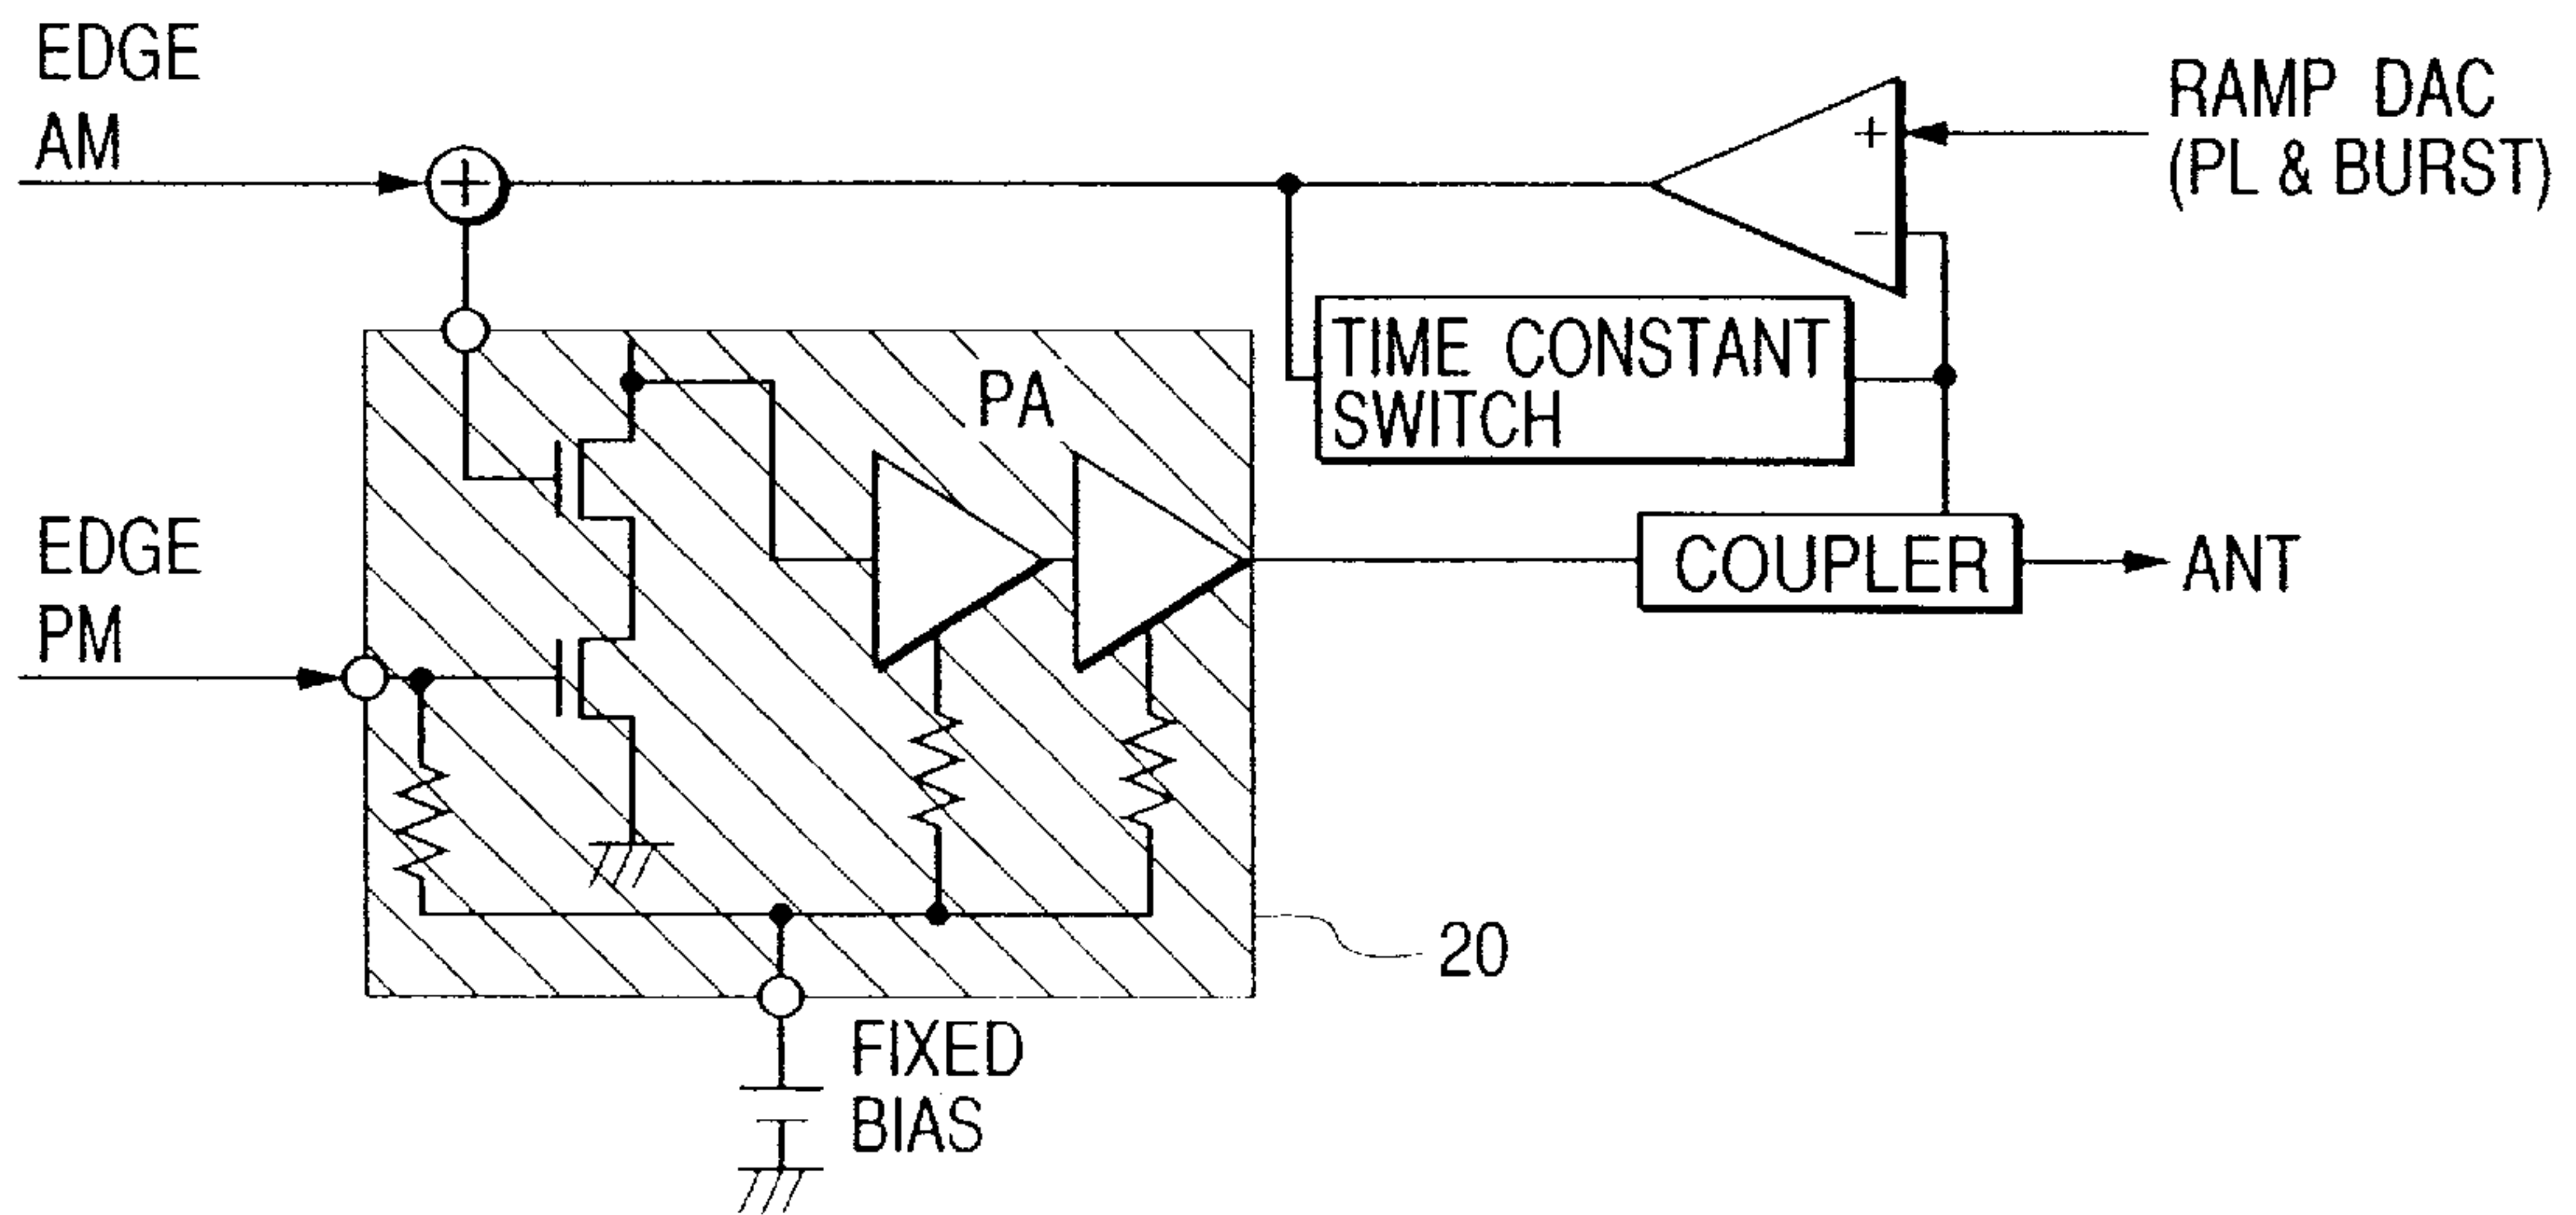 EDGE
AM
RAMP DAC
(PL & BURST)
+
+
−
TIME CONSTANT
SWITCH
PA
EDGE
PM
COUPLER
ANT
20
FIXED
BIAS